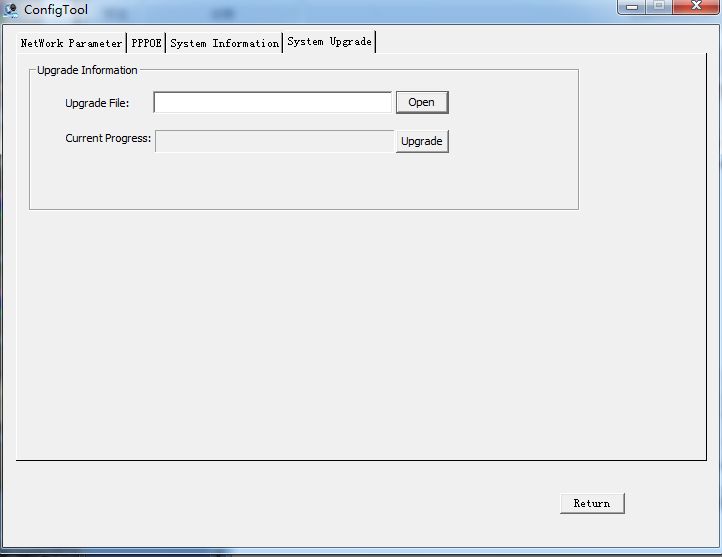 ConfigTool
NetWork Parameter PPPOE System Information System Upgrade
Upgrade Information
Upgrade File: Open
Current Progress: Upgrade
Return